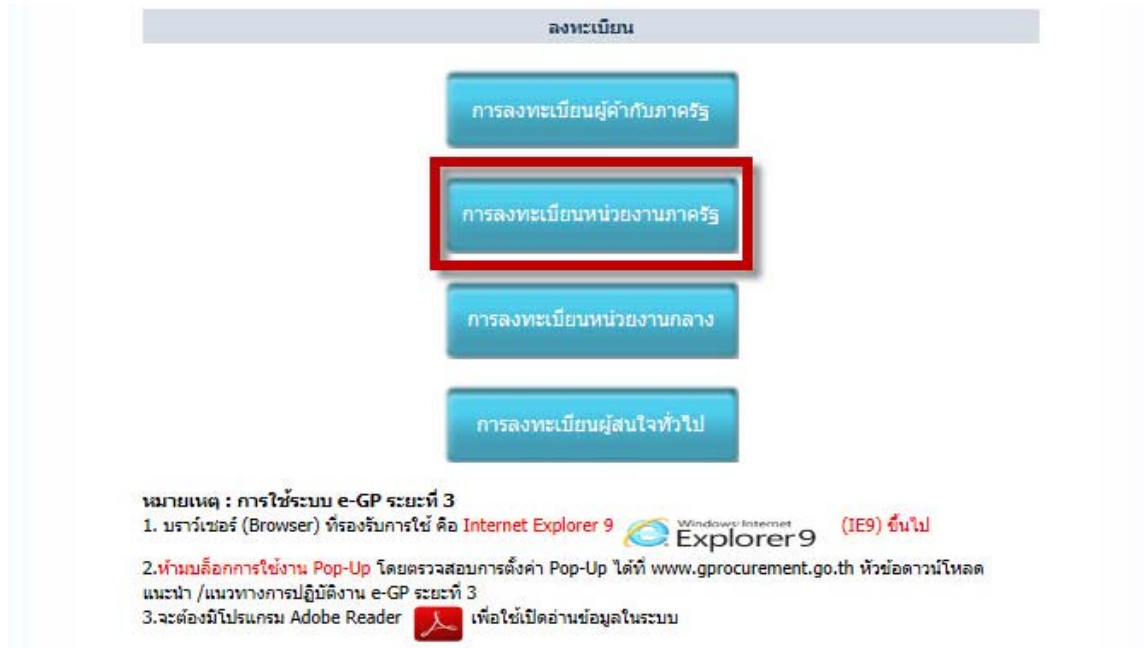 ลงทะเบียน
การลงทะเบียนผู้ค้ากับภาครัฐ
การลงทะเบียนหน่วยงานภาครัฐ
การลงทะเบียนหน่วยงานกลาง
การลงทะเบียนผู้สนใจทั่วไป
หมายเหตุ : การใช้ระบบ e-GP ระยะที่ 3
1. บราว์เซอร์ (Browser) ที่รองรับการใช้ คือ Internet Explorer 9 Windows Internet Explorer 9 (IE9) ขึ้นไป
2.ห้ามบล็อกการใช้งาน Pop-Up โดยตรวจสอบการตั้งค่า Pop-Up ได้ที่ www.gprocurement.go.th หัวข้อดาวน์โหลด
แนะนำ /แนวทางการปฏิบัติงาน e-GP ระยะที่ 3
3.จะต้องมีโปรแกรม Adobe Reader เพื่อใช้เปิดอ่านข้อมูลในระบบ